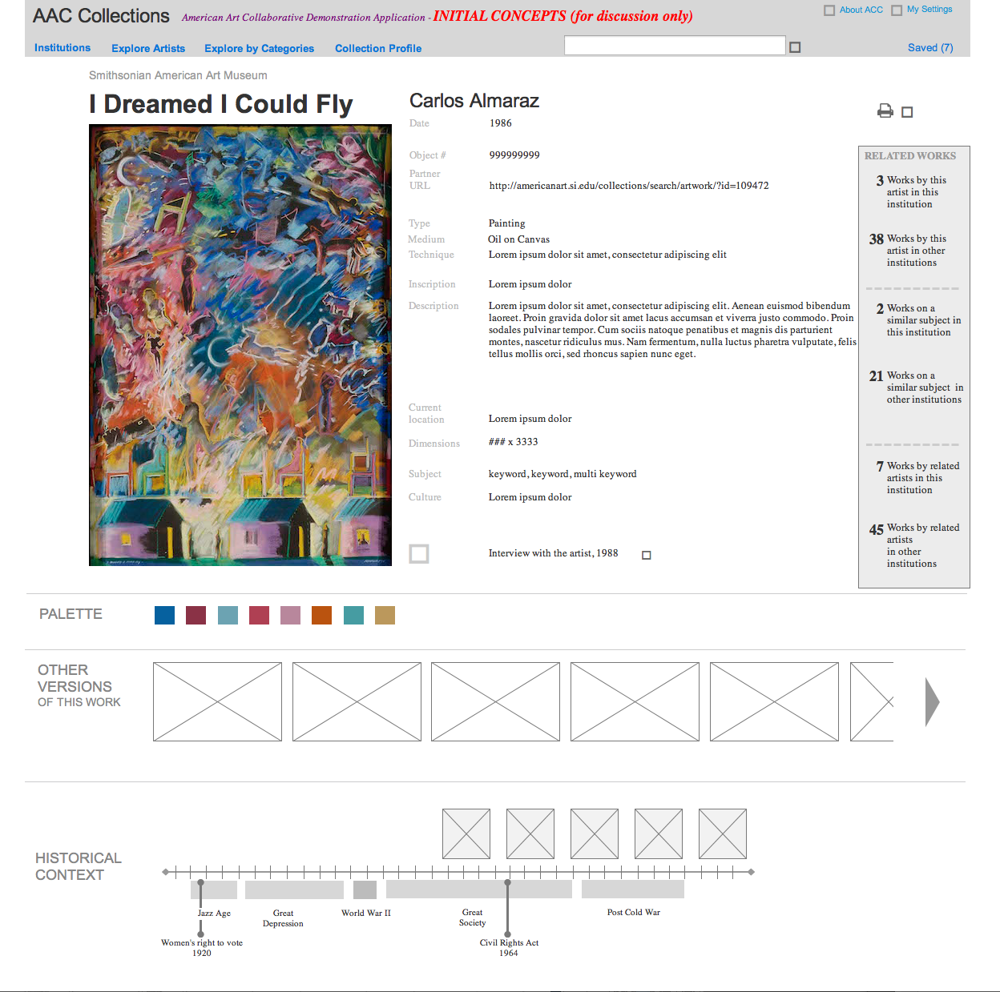 AAC Collections American Art Collaborative Demonstration Application - INITIAL CONCEPTS (for discussion only)
About ACC My Settings
Institutions Explore Artists Explore by Categories Collection Profile Saved (7)
Smithsonian American Art Museum
I Dreamed I Could Fly
Carlos Almaraz
Date 1986
Object # 999999999
Partner
URL http://americanart.si.edu/collections/search/artwork/?id=109472
Type Painting
Medium Oil on Canvas
Technique Lorem ipsum dolor sit amet, consectetur adipiscing elit
Inscription Lorem ipsum dolor
Description Lorem ipsum dolor sit amet, consectetur adipiscing elit. Aenean euismod bibendum
laoreet. Proin gravida dolor sit amet lacus accumsan et viverra justo commodo. Proin
sodales pulvinar tempor. Cum sociis natoque penatibus et magnis dis parturient
montes, nascetur ridiculus mus. Nam fermentum, nulla luctus pharetra vulputate, felis
tellus mollis orci, sed rhoncus sapien nunc eget.
Current
location Lorem ipsum dolor
Dimensions ### x 3333
Subject keyword, keyword, multi keyword
Culture Lorem ipsum dolor
Interview with the artist, 1988
RELATED WORKS
3 Works by this
artist in this
institution
38 Works by this
artist in other
institutions
2 Works on a
similar subject in
this institution
21 Works on a
similar subject in
other institutions
7 Works by related
artists in this
institution
45 Works by related
artists
in other
institutions
PALETTE
OTHER
VERSIONS
OF THIS WORK
HISTORICAL
CONTEXT
Jazz Age
Great
Depression
World War II
Great
Society
Post Cold War
Women's right to vote
1920
Civil Rights Act
1964